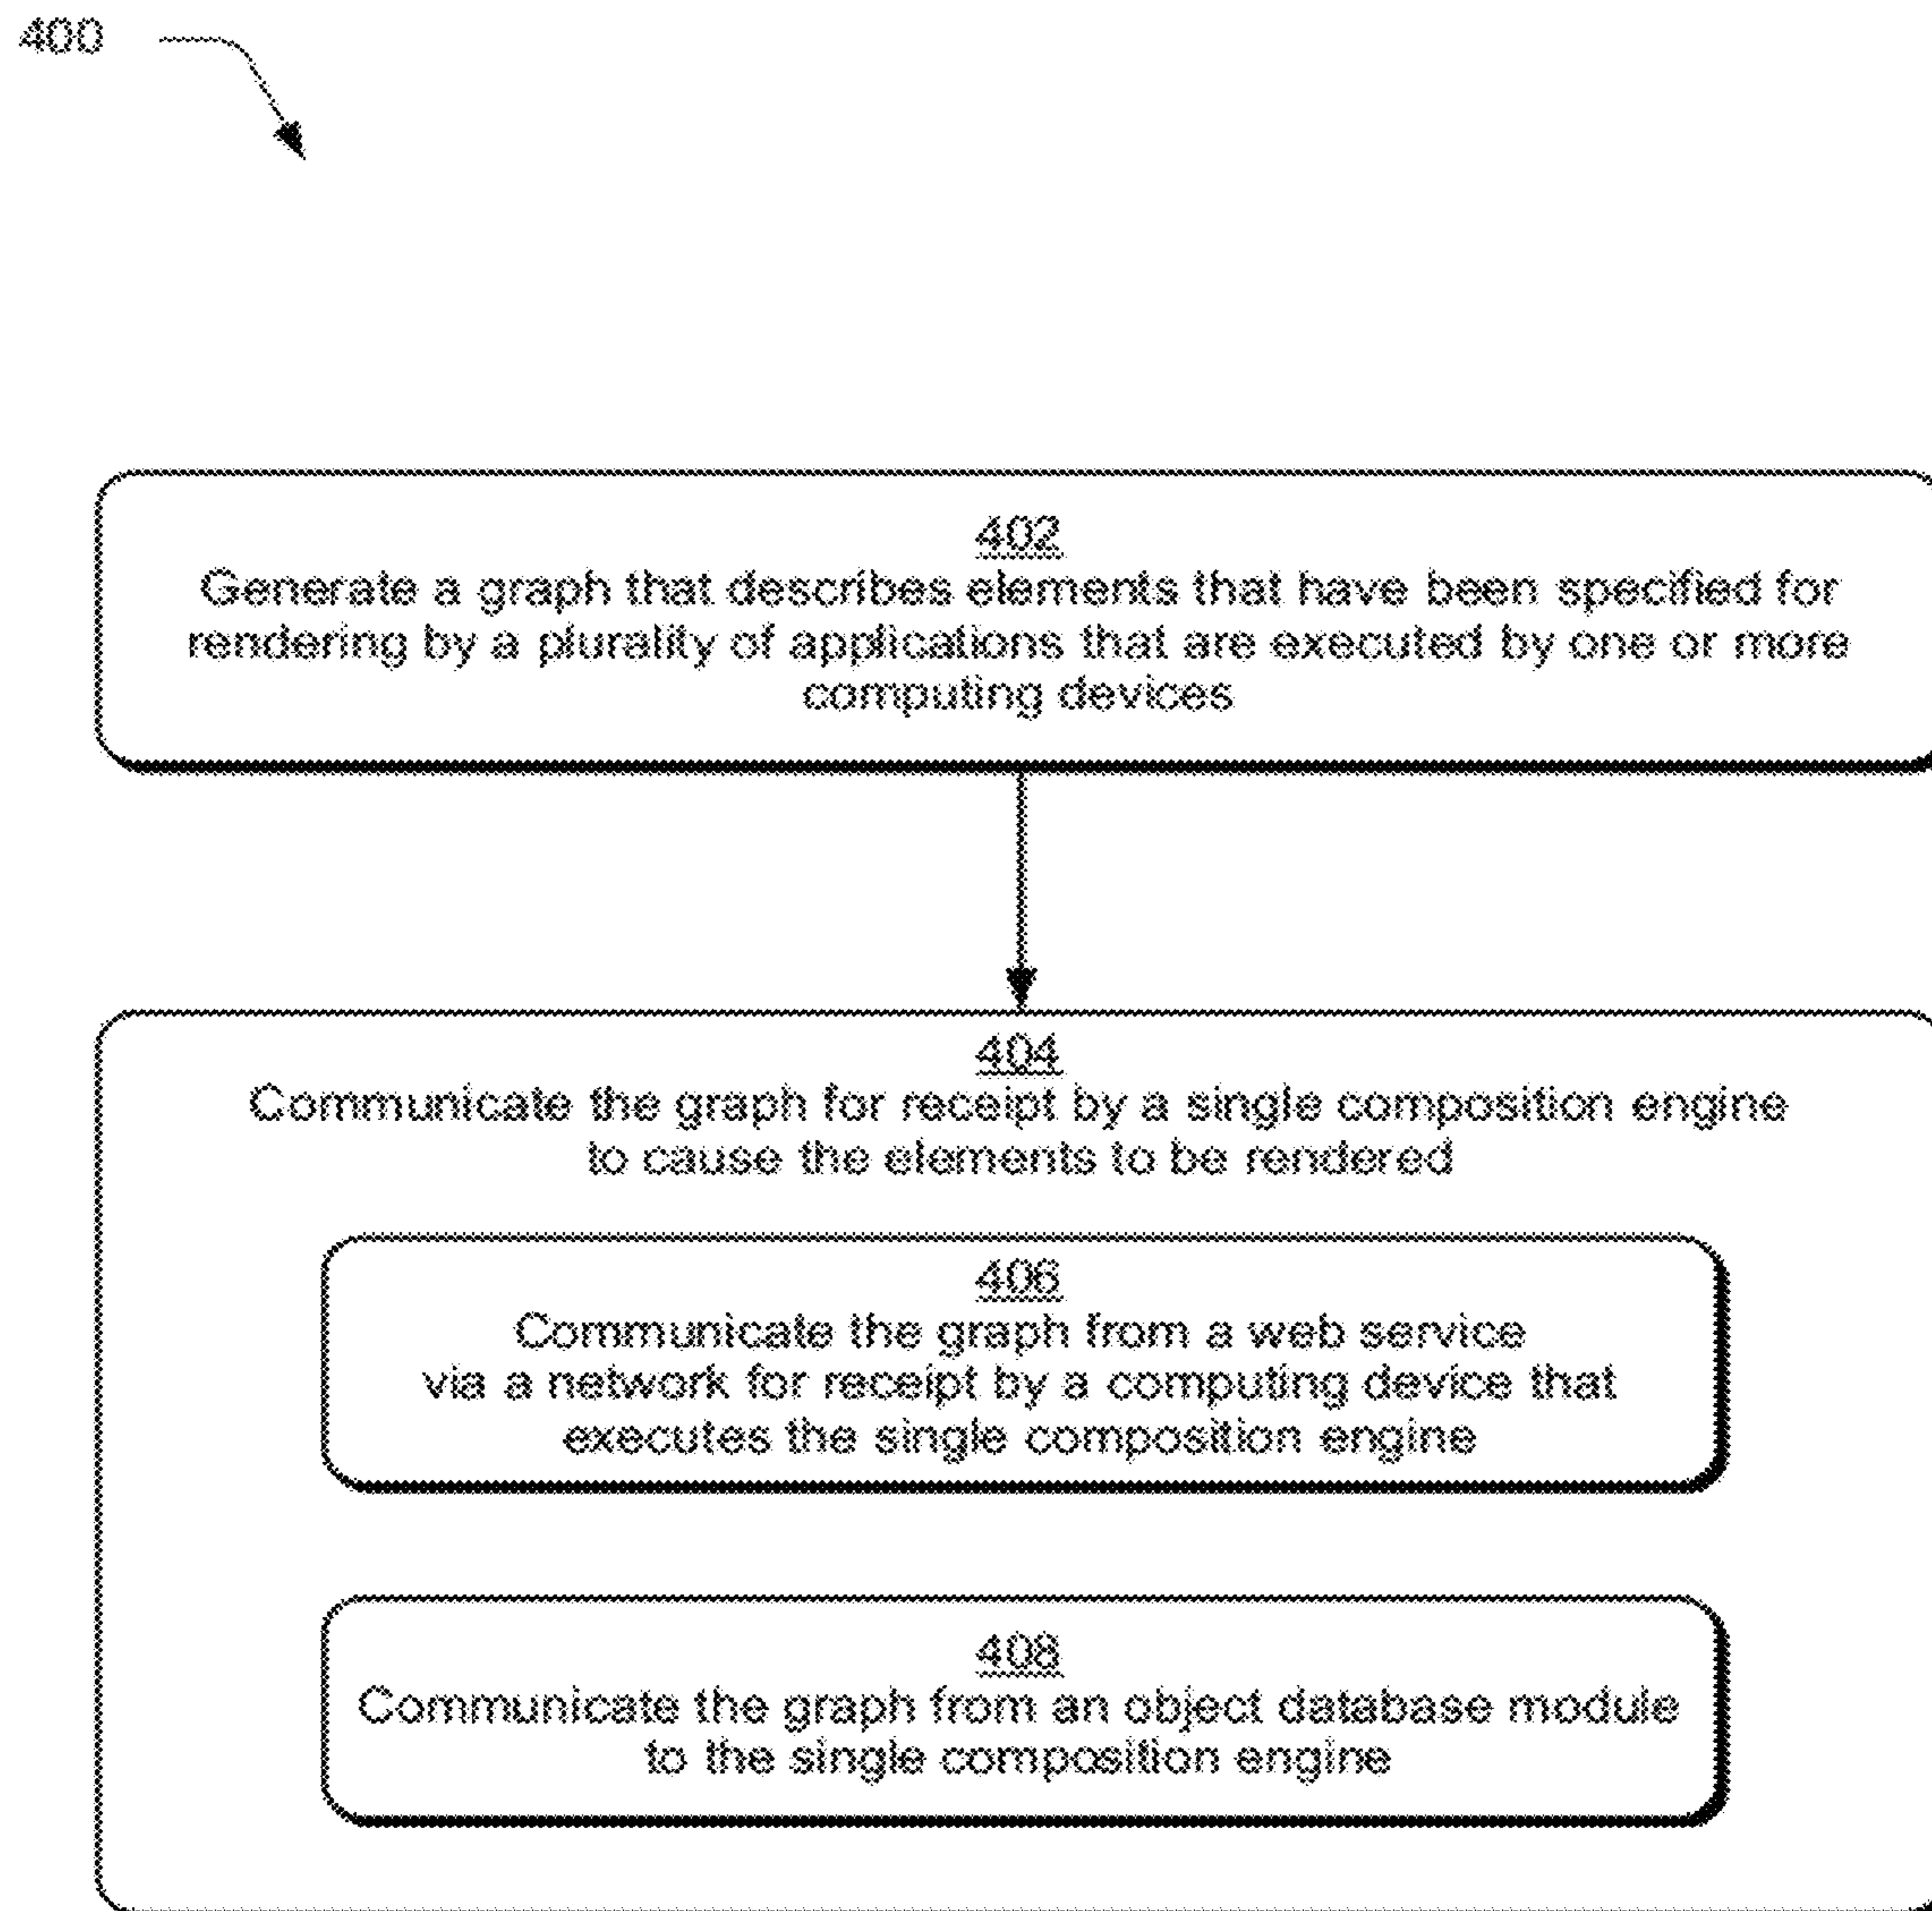 400
402
Generate a graph that describes elements that have been specified for
rendering by a plurality of applications that are executed by one or more
computing devices
404
Communicate the graph for receipt by a single composition engine
to cause the elements to be rendered
406
Communicate the graph from a web service
via a network for receipt by a computing device that
executes the single composition engine
408
Communicate the graph from an object database module
to the single composition engine